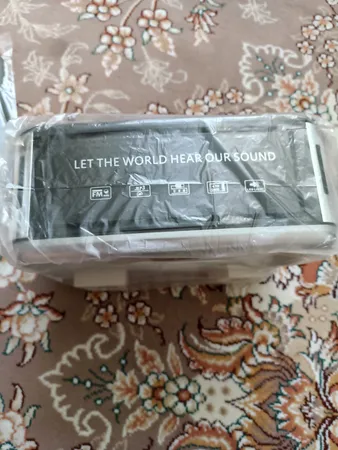 LET THE WORLD HEAR OUR SOUND
FM